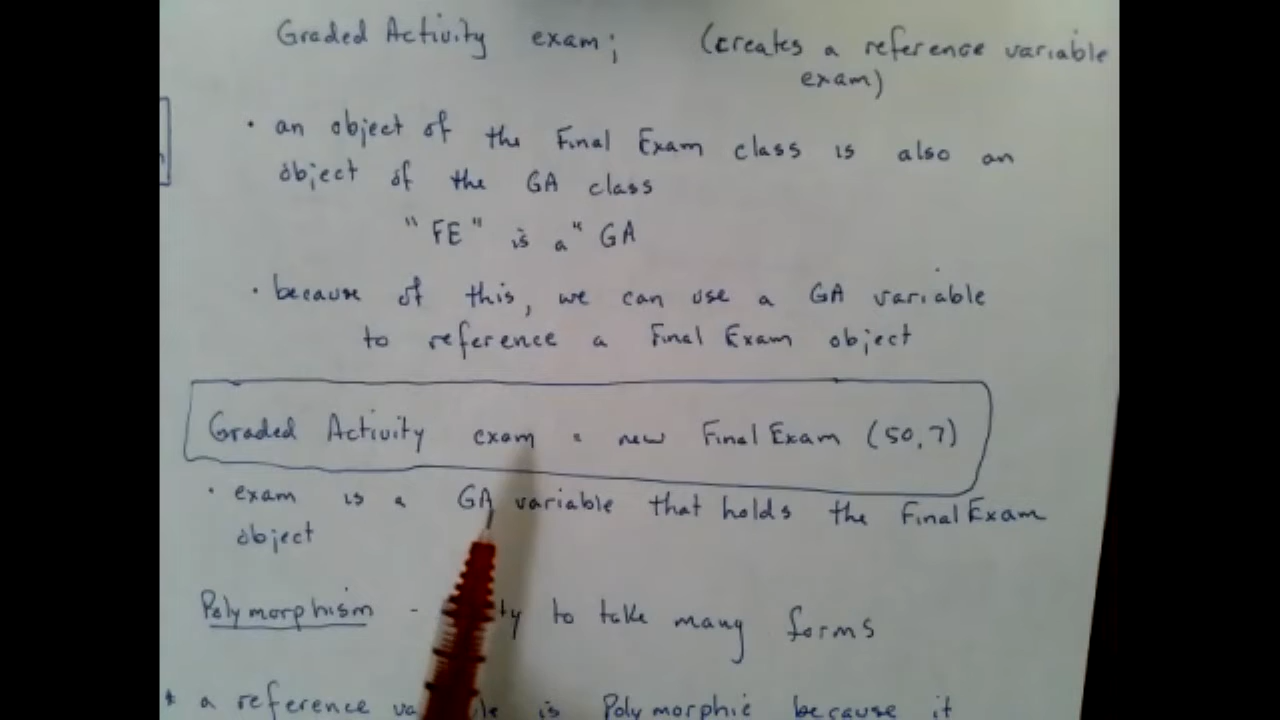 Graded Activity exam; (creates a reference variable
exam)
• an object of the Final Exam class is also an
object of the GA class
"FE" is a" GA
• because of this, we can use a GA variable
to reference a Final Exam object
Graded Activity exam = new Final Exam (50,7)
• exam is a GA variable that holds the Final Exam
object
Polymorphism - ty to take many forms
* a reference va le is Polymorphic because it